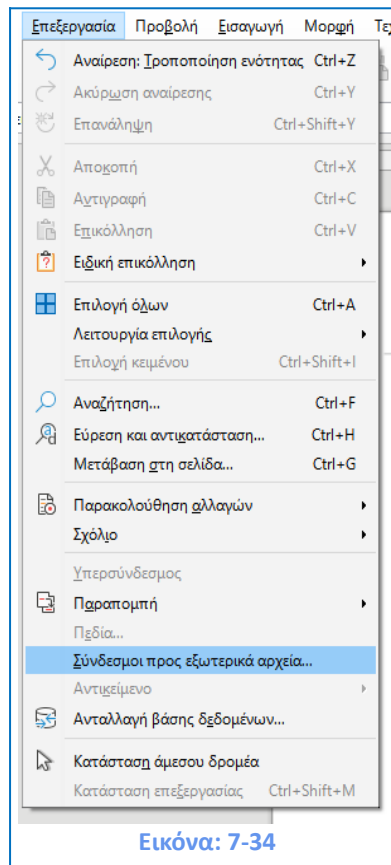 Επεξεργασία Προβολή Εισαγωγή Μορφή
Αναίρεση: Τροποποίηση ενότητας Ctrl+Z
Ακύρωση αναίρεσης Ctrl+Y
Επανάληψη Ctrl+Shift+Y
Αποκοπή Ctrl+X
Αντιγραφή Ctrl+C
Επικόλληση Ctrl+V
Ειδική επικόλληση
Επιλογή όλων Ctrl+A
Λειτουργία επιλογής
Επιλογή κειμένου Ctrl+Shift+I
Αναζήτηση... Ctrl+F
Εύρεση και αντικατάσταση... Ctrl+H
Μετάβαση στη σελίδα... Ctrl+G
Παρακολούθηση αλλαγών
Σχόλιο
Υπερσύνδεσμος
Παραπομπή
Πεδία...
Σύνδεσμοι προς εξωτερικά αρχεία...
Αντικείμενο
Ανταλλαγή βάσης δεδομένων...
Κατάσταση άμεσου δρομέα
Κατάσταση επεξεργασίας Ctrl+Shift+M
Εικόνα: 7-34